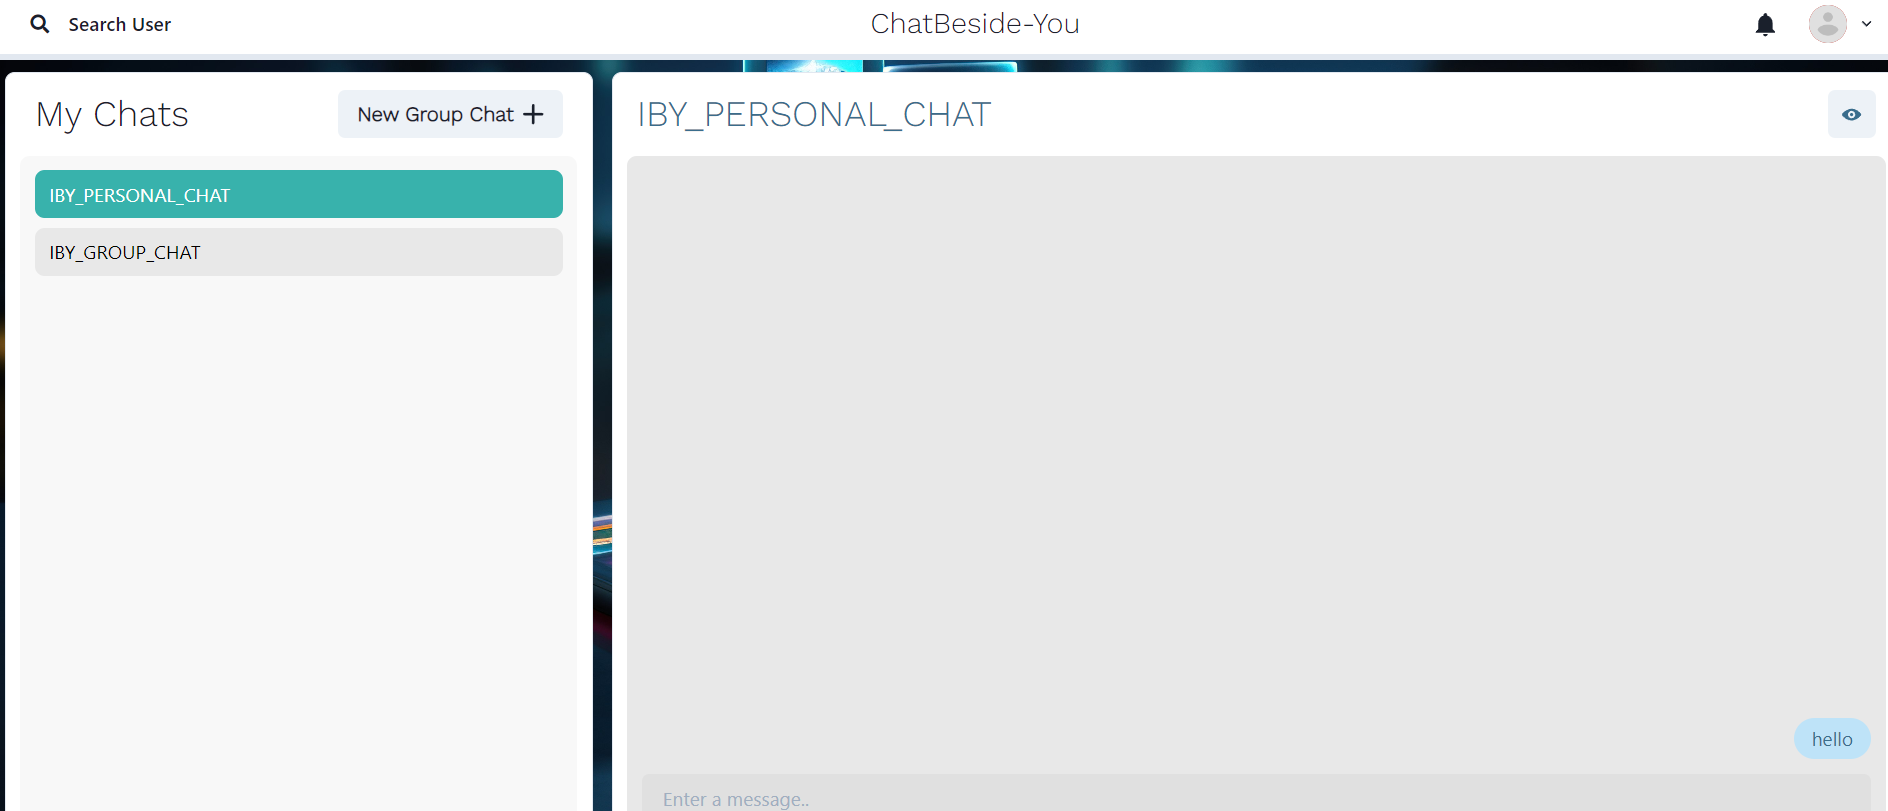 Search User
ChatBeside-You
My Chats
New Group Chat
IBY_PERSONAL_CHAT
IBY_GROUP_CHAT
IBY_PERSONAL_CHAT
hello
Enter a message..